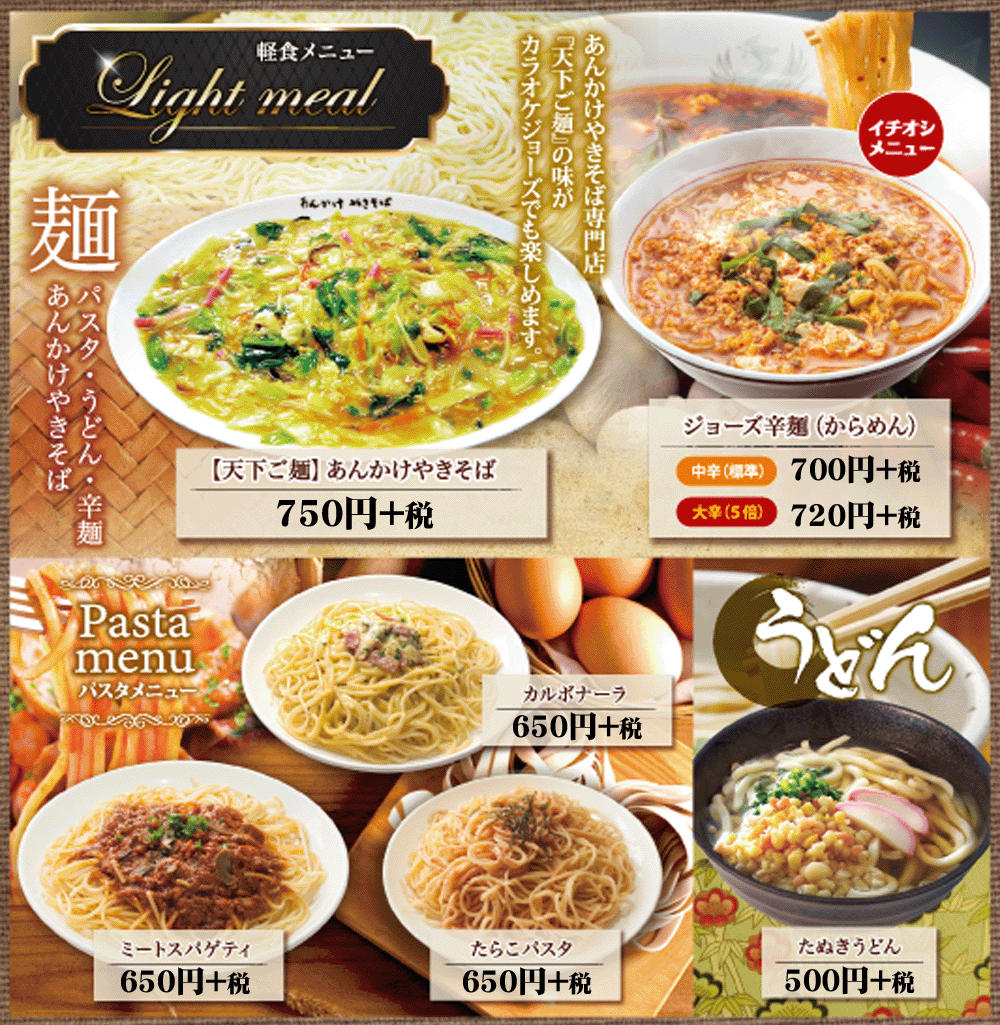 軽食メニュー
Light meal
麺
パスタ・うどん・辛麺
あんかけやきそば
あんかけやきそば
あんかけやきそば専門店
『天下ご麺』の味が
カラオケジョーズでも楽しめます。
イチオシ
メニュー
【天下ご麺】あんかけやきそば
750円+税
ジョーズ辛麺(からめん)
中辛(標準) 700円+税
大辛(5倍) 720円+税
Pasta
menu
パスタメニュー
カルボナーラ
650円+税
ミートスパゲティ
650円+税
たらこパスタ
650円+税
うどん
たぬきうどん
500円+税